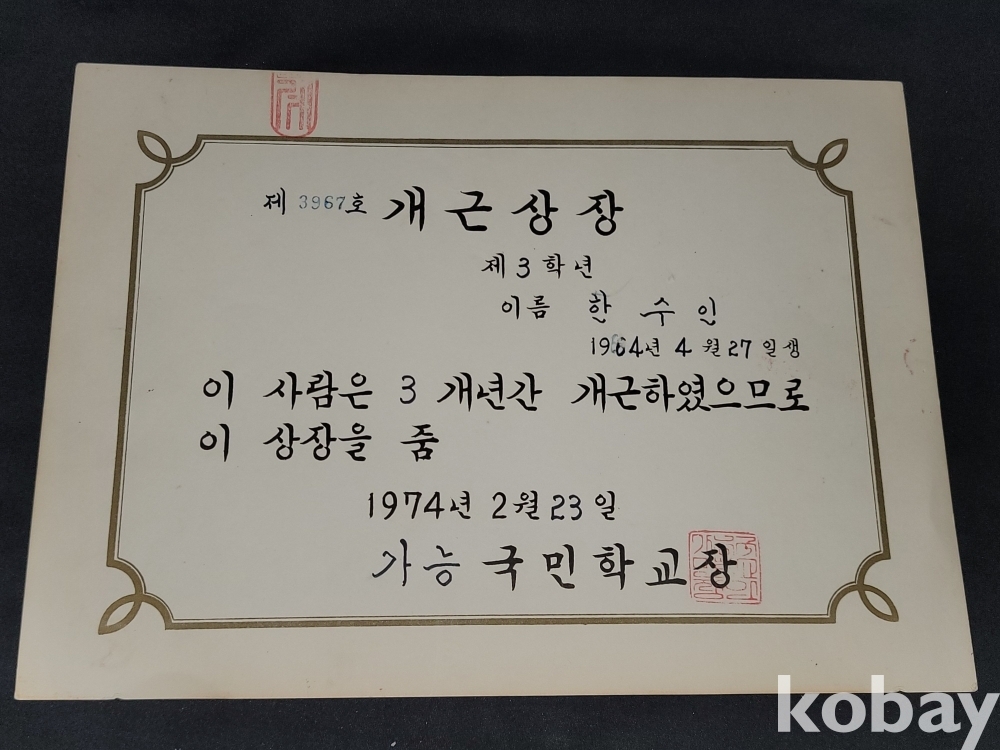 제 3967호 개근상장
제3학년
이름 한 수 인
1964년 4월 27일생
이 사람은 3 개년간 개근하였으므로
이 상장을 줌
1974년 2월 23일
가능 국민학교장
kobay